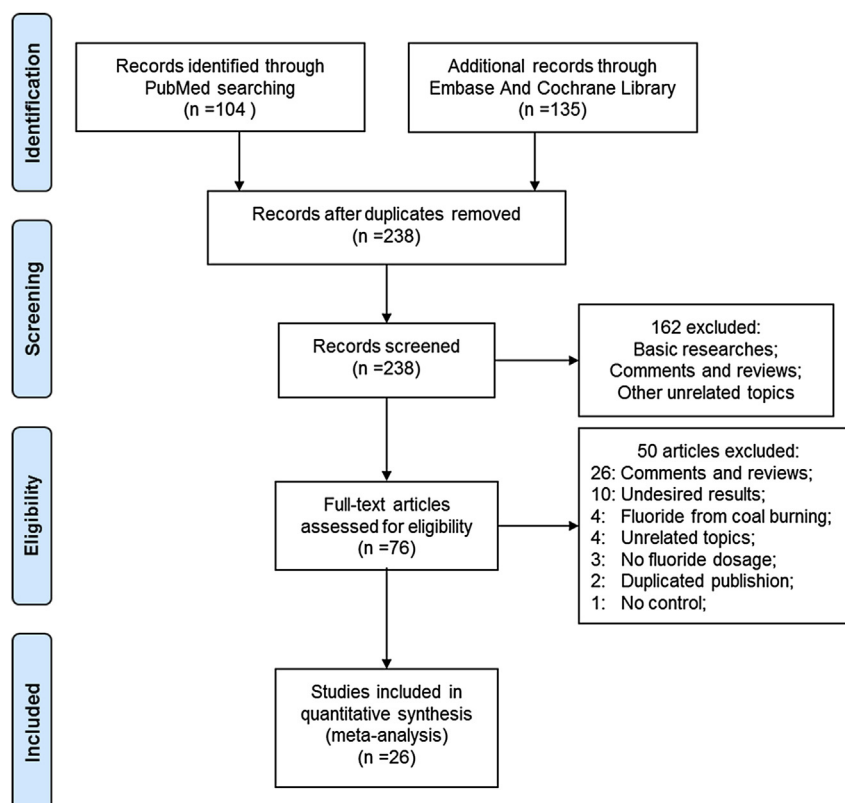 Identification
Records identified through
PubMed searching
(n =104 )
Additional records through
Embase And Cochrane Library
(n =135)
Records after duplicates removed
(n =238)
Screening
Records screened
(n =238)
162 excluded:
Basic researches;
Comments and reviews;
Other unrelated topics
Eligibility
Full-text articles
assessed for eligibility
(n =76)
50 articles excluded:
26: Comments and reviews;
10: Undesired results;
4: Fluoride from coal burning;
4: Unrelated topics;
3: No fluoride dosage;
2: Duplicated publishion;
1: No control;
Included
Studies included in
quantitative synthesis
(meta-analysis)
(n =26)